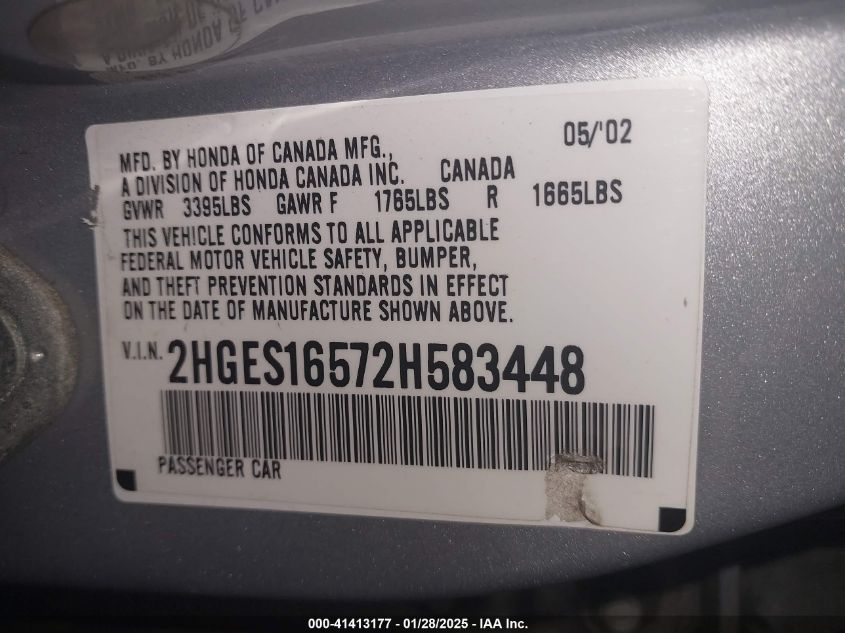 MFD. BY HONDA OF CANADA MFG., 05/'02
A DIVISION OF HONDA CANADA INC. CANADA
GVWR 3395LBS GAWR F 1765LBS R 1665LBS
THIS VEHICLE CONFORMS TO ALL APPLICABLE
FEDERAL MOTOR VEHICLE SAFETY, BUMPER,
AND THEFT PREVENTION STANDARDS IN EFFECT
ON THE DATE OF MANUFACTURE SHOWN ABOVE.
V.I.N. 2HGES16572H583448
PASSENGER CAR
000-41413177 - 01/28/2025 - IAA Inc.